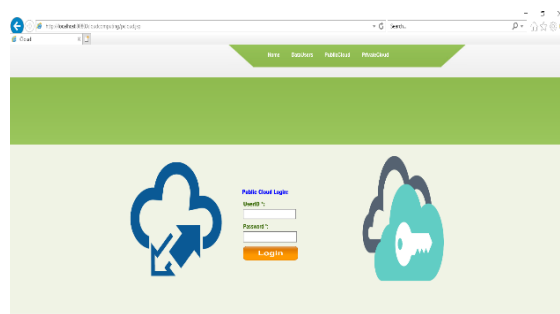 Search...
Cloud
Home DataUsers PublicCloud PrivateCloud
Public Cloud Login:
UserID *:
Password *:
Login